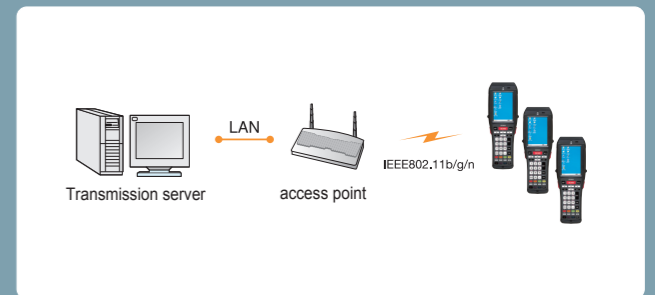 LAN
IEEE802.11b/g/n
Transmission server
access point